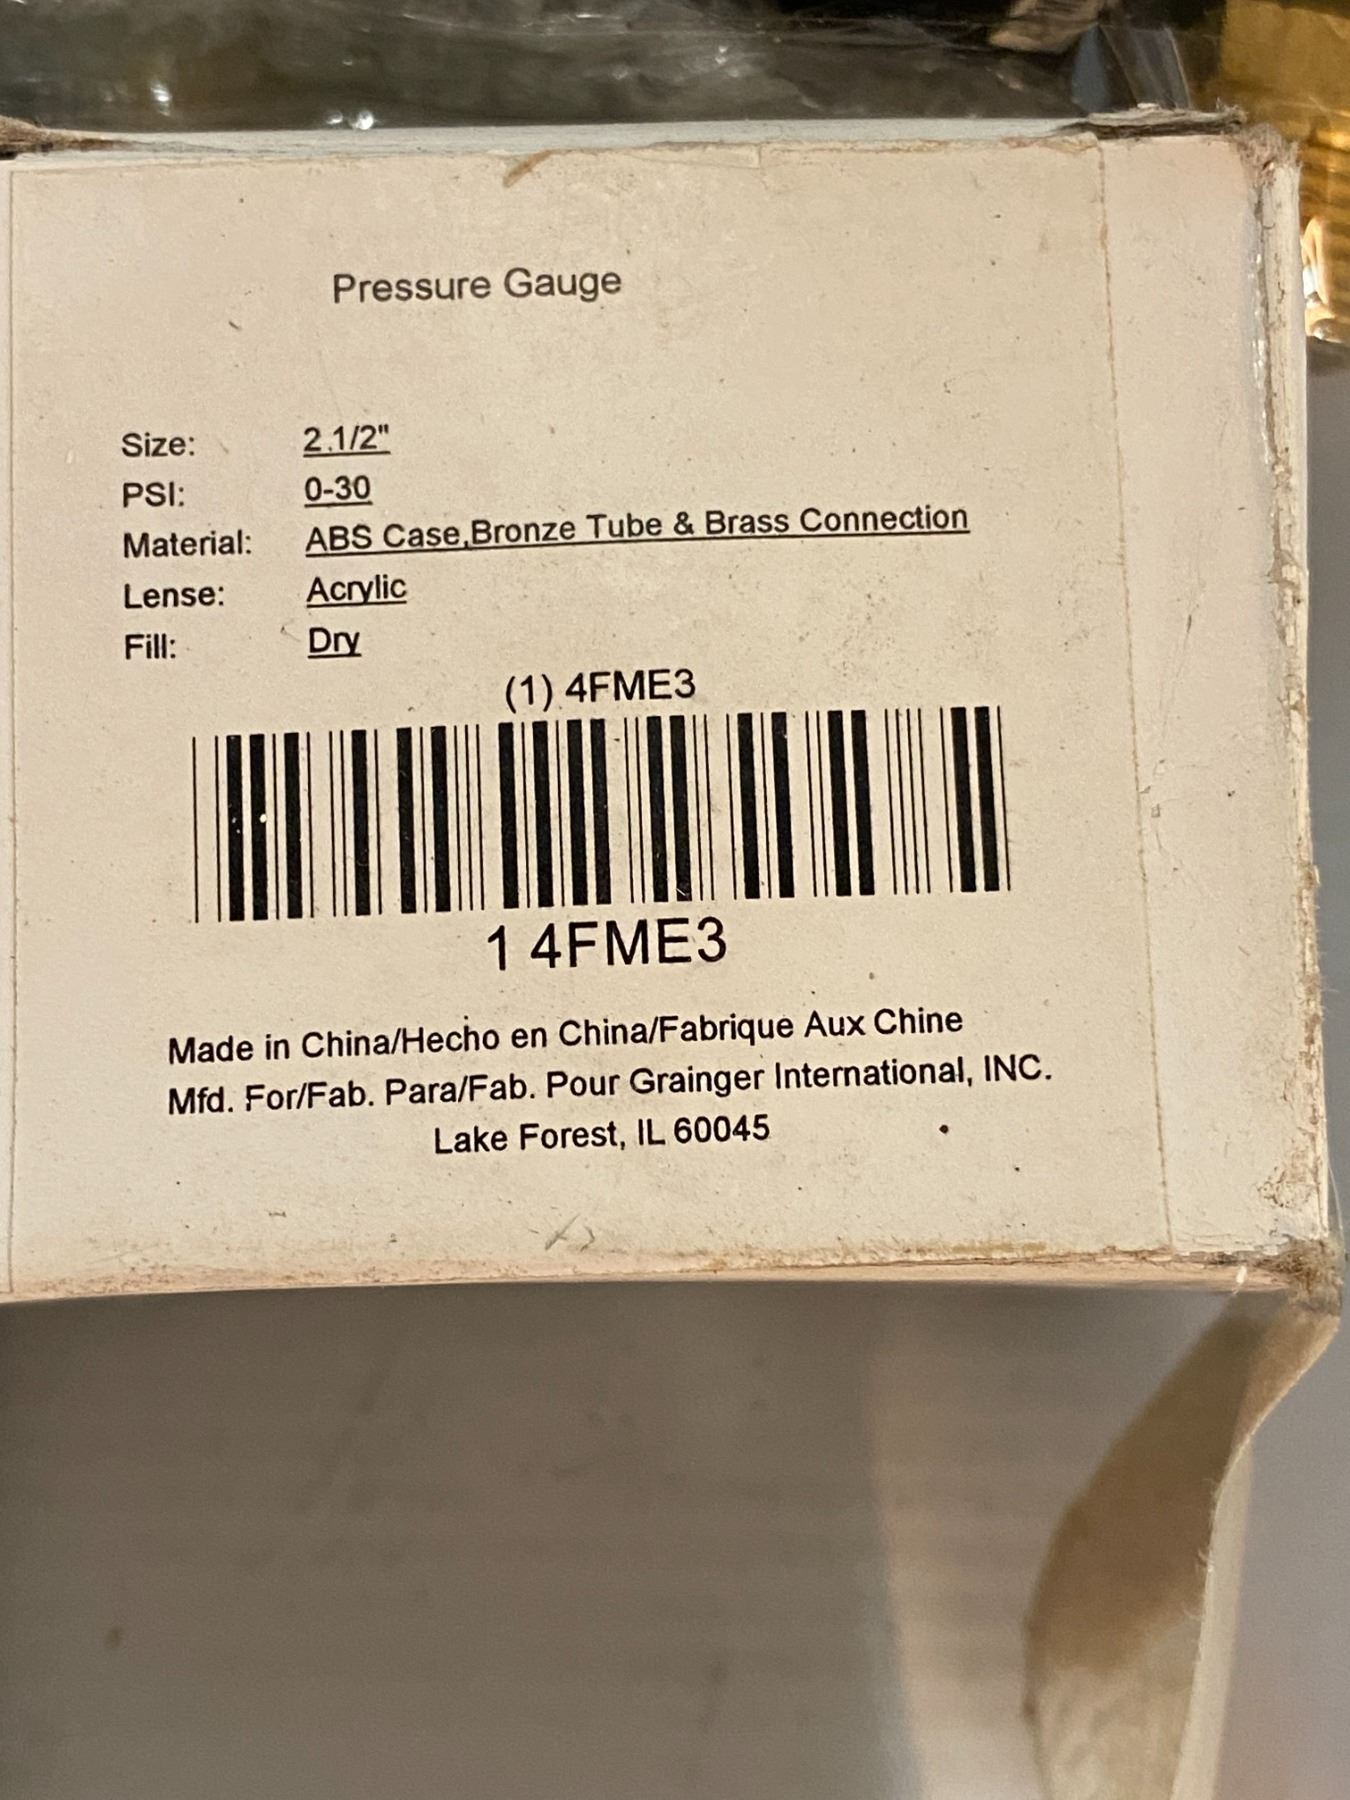 Pressure Gauge
Size: 2.1/2"
PSI: 0-30
Material: ABS Case,Bronze Tube & Brass Connection
Lense: Acrylic
Fill: Dry
(1) 4FME3
1 4FME3
Made in China/Hecho en China/Fabrique Aux Chine
Mfd. For/Fab. Para/Fab. Pour Grainger International, INC.
Lake Forest, IL 60045